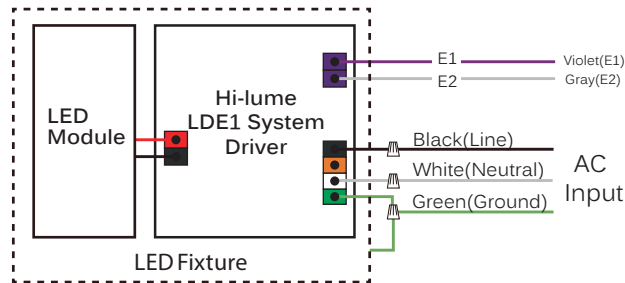 LED
Module
Hi-lume
LDE1 System
Driver
E1
Violet(E1)
E2
Gray(E2)
Black(Line)
White(Neutral)
Green(Ground)
AC
Input
LED Fixture